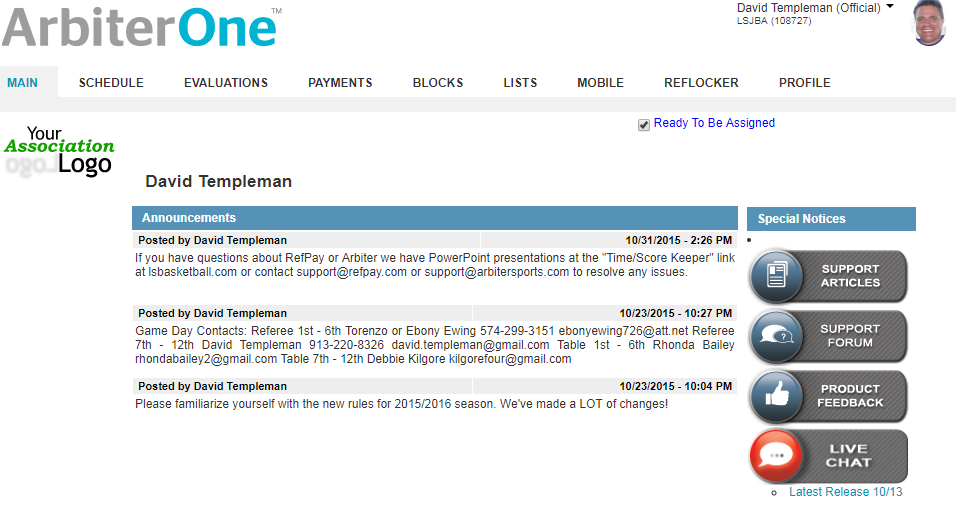 ArbiterOne™
David Templeman (Official)
LSJBA (108727)
MAIN SCHEDULE EVALUATIONS PAYMENTS BLOCKS LISTS MOBILE REFLOCKER PROFILE
Ready To Be Assigned
Your
Association
Logo
David Templeman
Announcements
Posted by David Templeman 10/31/2015 - 2:26 PM
If you have questions about RefPay or Arbiter we have PowerPoint presentations at the "Time/Score Keeper" link
at lsbasketball.com or contact support@refpay.com or support@arbitersports.com to resolve any issues.
Posted by David Templeman 10/23/2015 - 10:27 PM
Game Day Contacts: Referee 1st - 6th Torenzo or Ebony Ewing 574-299-3151 ebonyewing726@att.net Referee
7th - 12th David Templeman 913-220-8326 david.templeman@gmail.com Table 1st - 6th Rhonda Bailey
rhondabailey2@gmail.com Table 7th - 12th Debbie Kilgore kilgorefour@gmail.com
Posted by David Templeman 10/23/2015 - 10:04 PM
Please familiarize yourself with the new rules for 2015/2016 season. We've made a LOT of changes!
Special Notices
SUPPORT
ARTICLES
SUPPORT
FORUM
PRODUCT
FEEDBACK
LIVE
CHAT
Latest Release 10/13